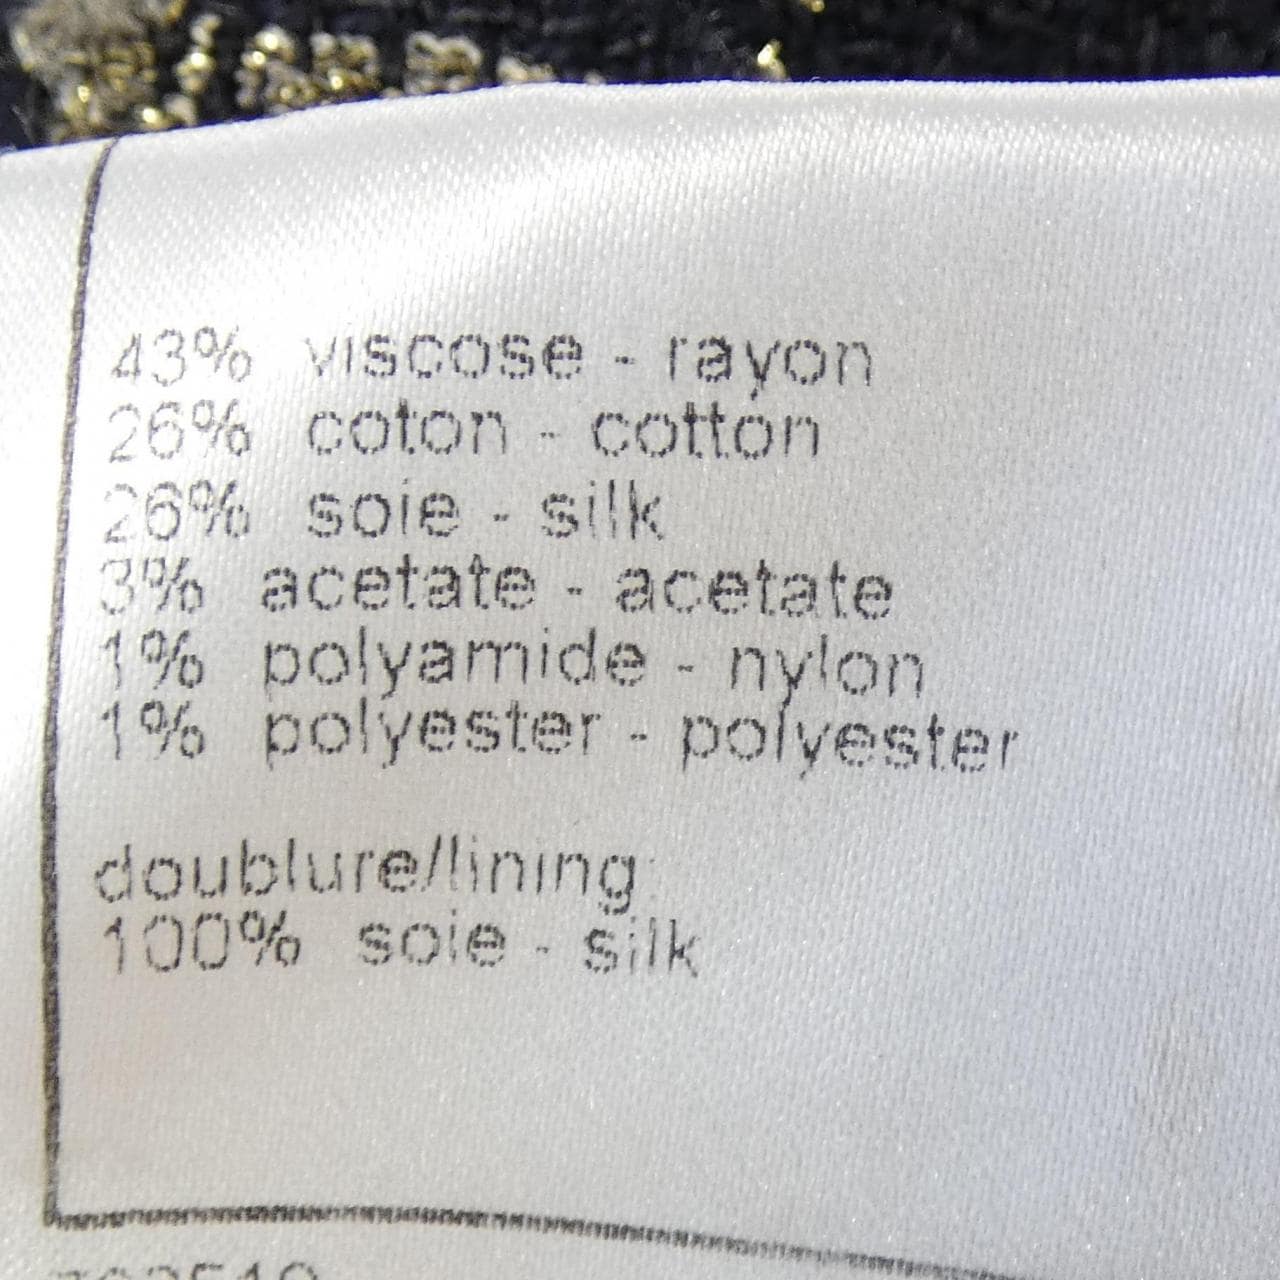 43% viscose - rayon
26% coton - cotton
26% soie - silk
3% acetate - acetate
1% polyamide - nylon
1% polyester - polyester
doublure/lining:
100% soie - silk